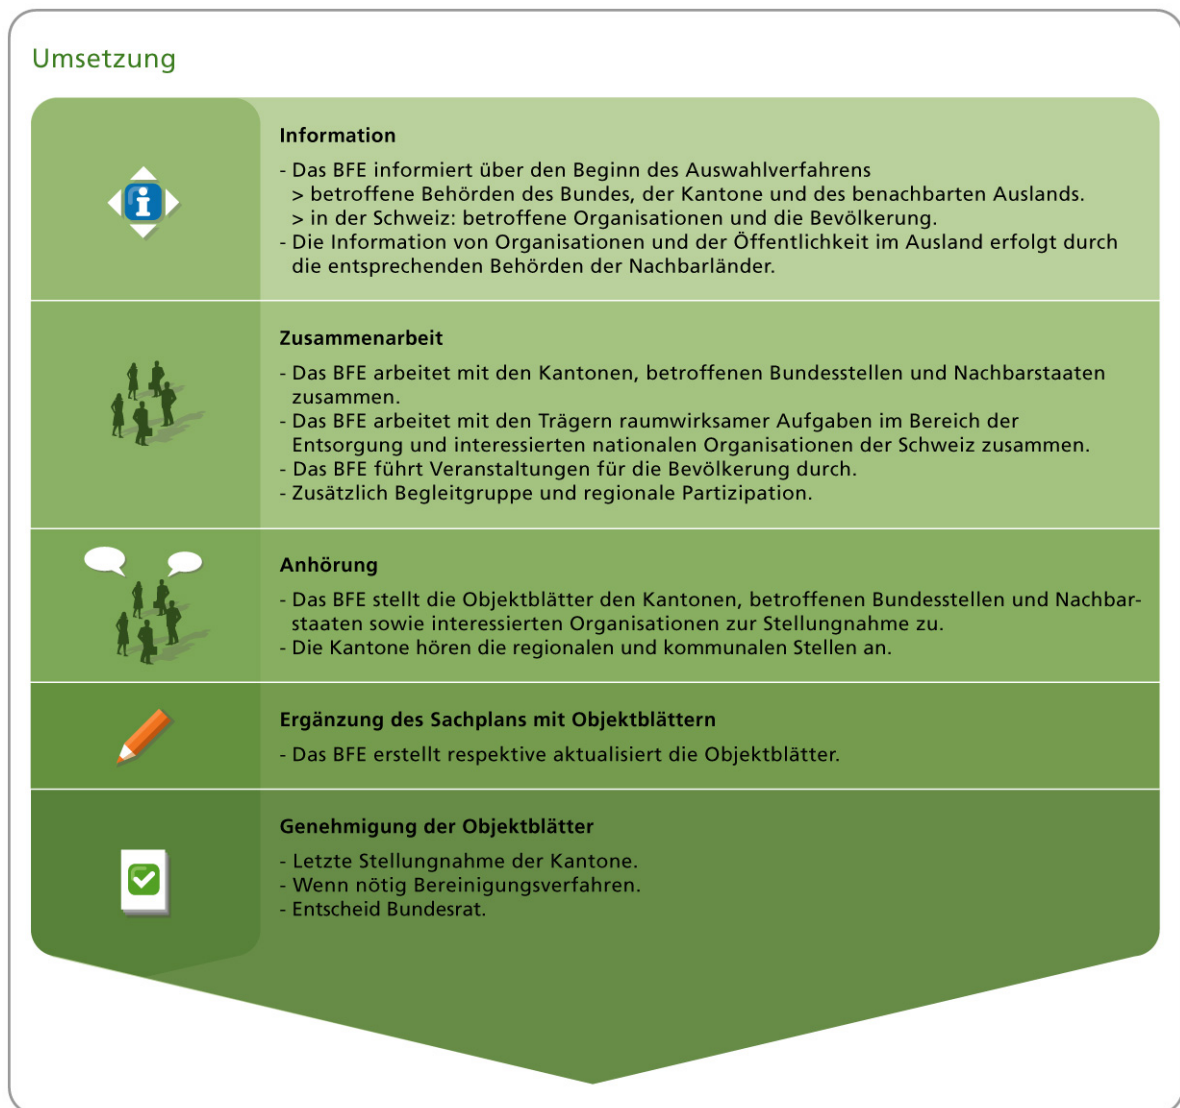 Umsetzung
Information
- Das BFE informiert über den Beginn des Auswahlverfahrens
> betroffene Behörden des Bundes, der Kantone und des benachbarten Auslands.
> in der Schweiz: betroffene Organisationen und die Bevölkerung.
- Die Information von Organisationen und der Öffentlichkeit im Ausland erfolgt durch
die entsprechenden Behörden der Nachbarländer.
Zusammenarbeit
- Das BFE arbeitet mit den Kantonen, betroffenen Bundesstellen und Nachbarstaaten
zusammen.
- Das BFE arbeitet mit den Trägern raumwirksamer Aufgaben im Bereich der
Entsorgung und interessierten nationalen Organisationen der Schweiz zusammen.
- Das BFE führt Veranstaltungen für die Bevölkerung durch.
- Zusätzlich Begleitgruppe und regionale Partizipation.
Anhörung
- Das BFE stellt die Objektblätter den Kantonen, betroffenen Bundesstellen und Nachbar-
staaten sowie interessierten Organisationen zur Stellungnahme zu.
- Die Kantone hören die regionalen und kommunalen Stellen an.
Ergänzung des Sachplans mit Objektblättern
- Das BFE erstellt respektive aktualisiert die Objektblätter.
Genehmigung der Objektblätter
- Letzte Stellungnahme der Kantone.
- Wenn nötig Bereinigungsverfahren.
- Entscheid Bundesrat.